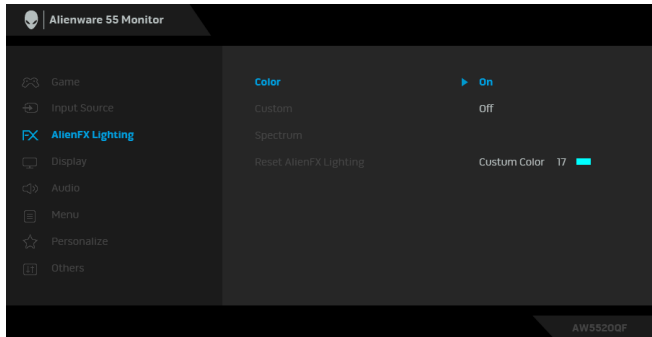 Alienware 55 Monitor
Game
Color
On
Input Source
Custom
Off
FX AlienFX Lighting
Spectrum
Display
Reset AlienFX Lighting
Custum Color 17
Audio
Menu
Personalize
Others
AW5520QF